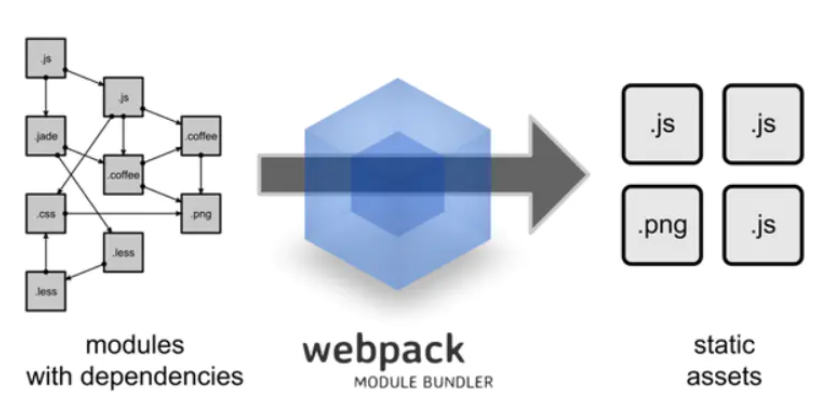 .js
.js
.jade
.coffee
.coffee
.css
.png
.less
.less
modules
with dependencies
webpack
MODULE BUNDLER
.js
.js
.png
.js
static
assets